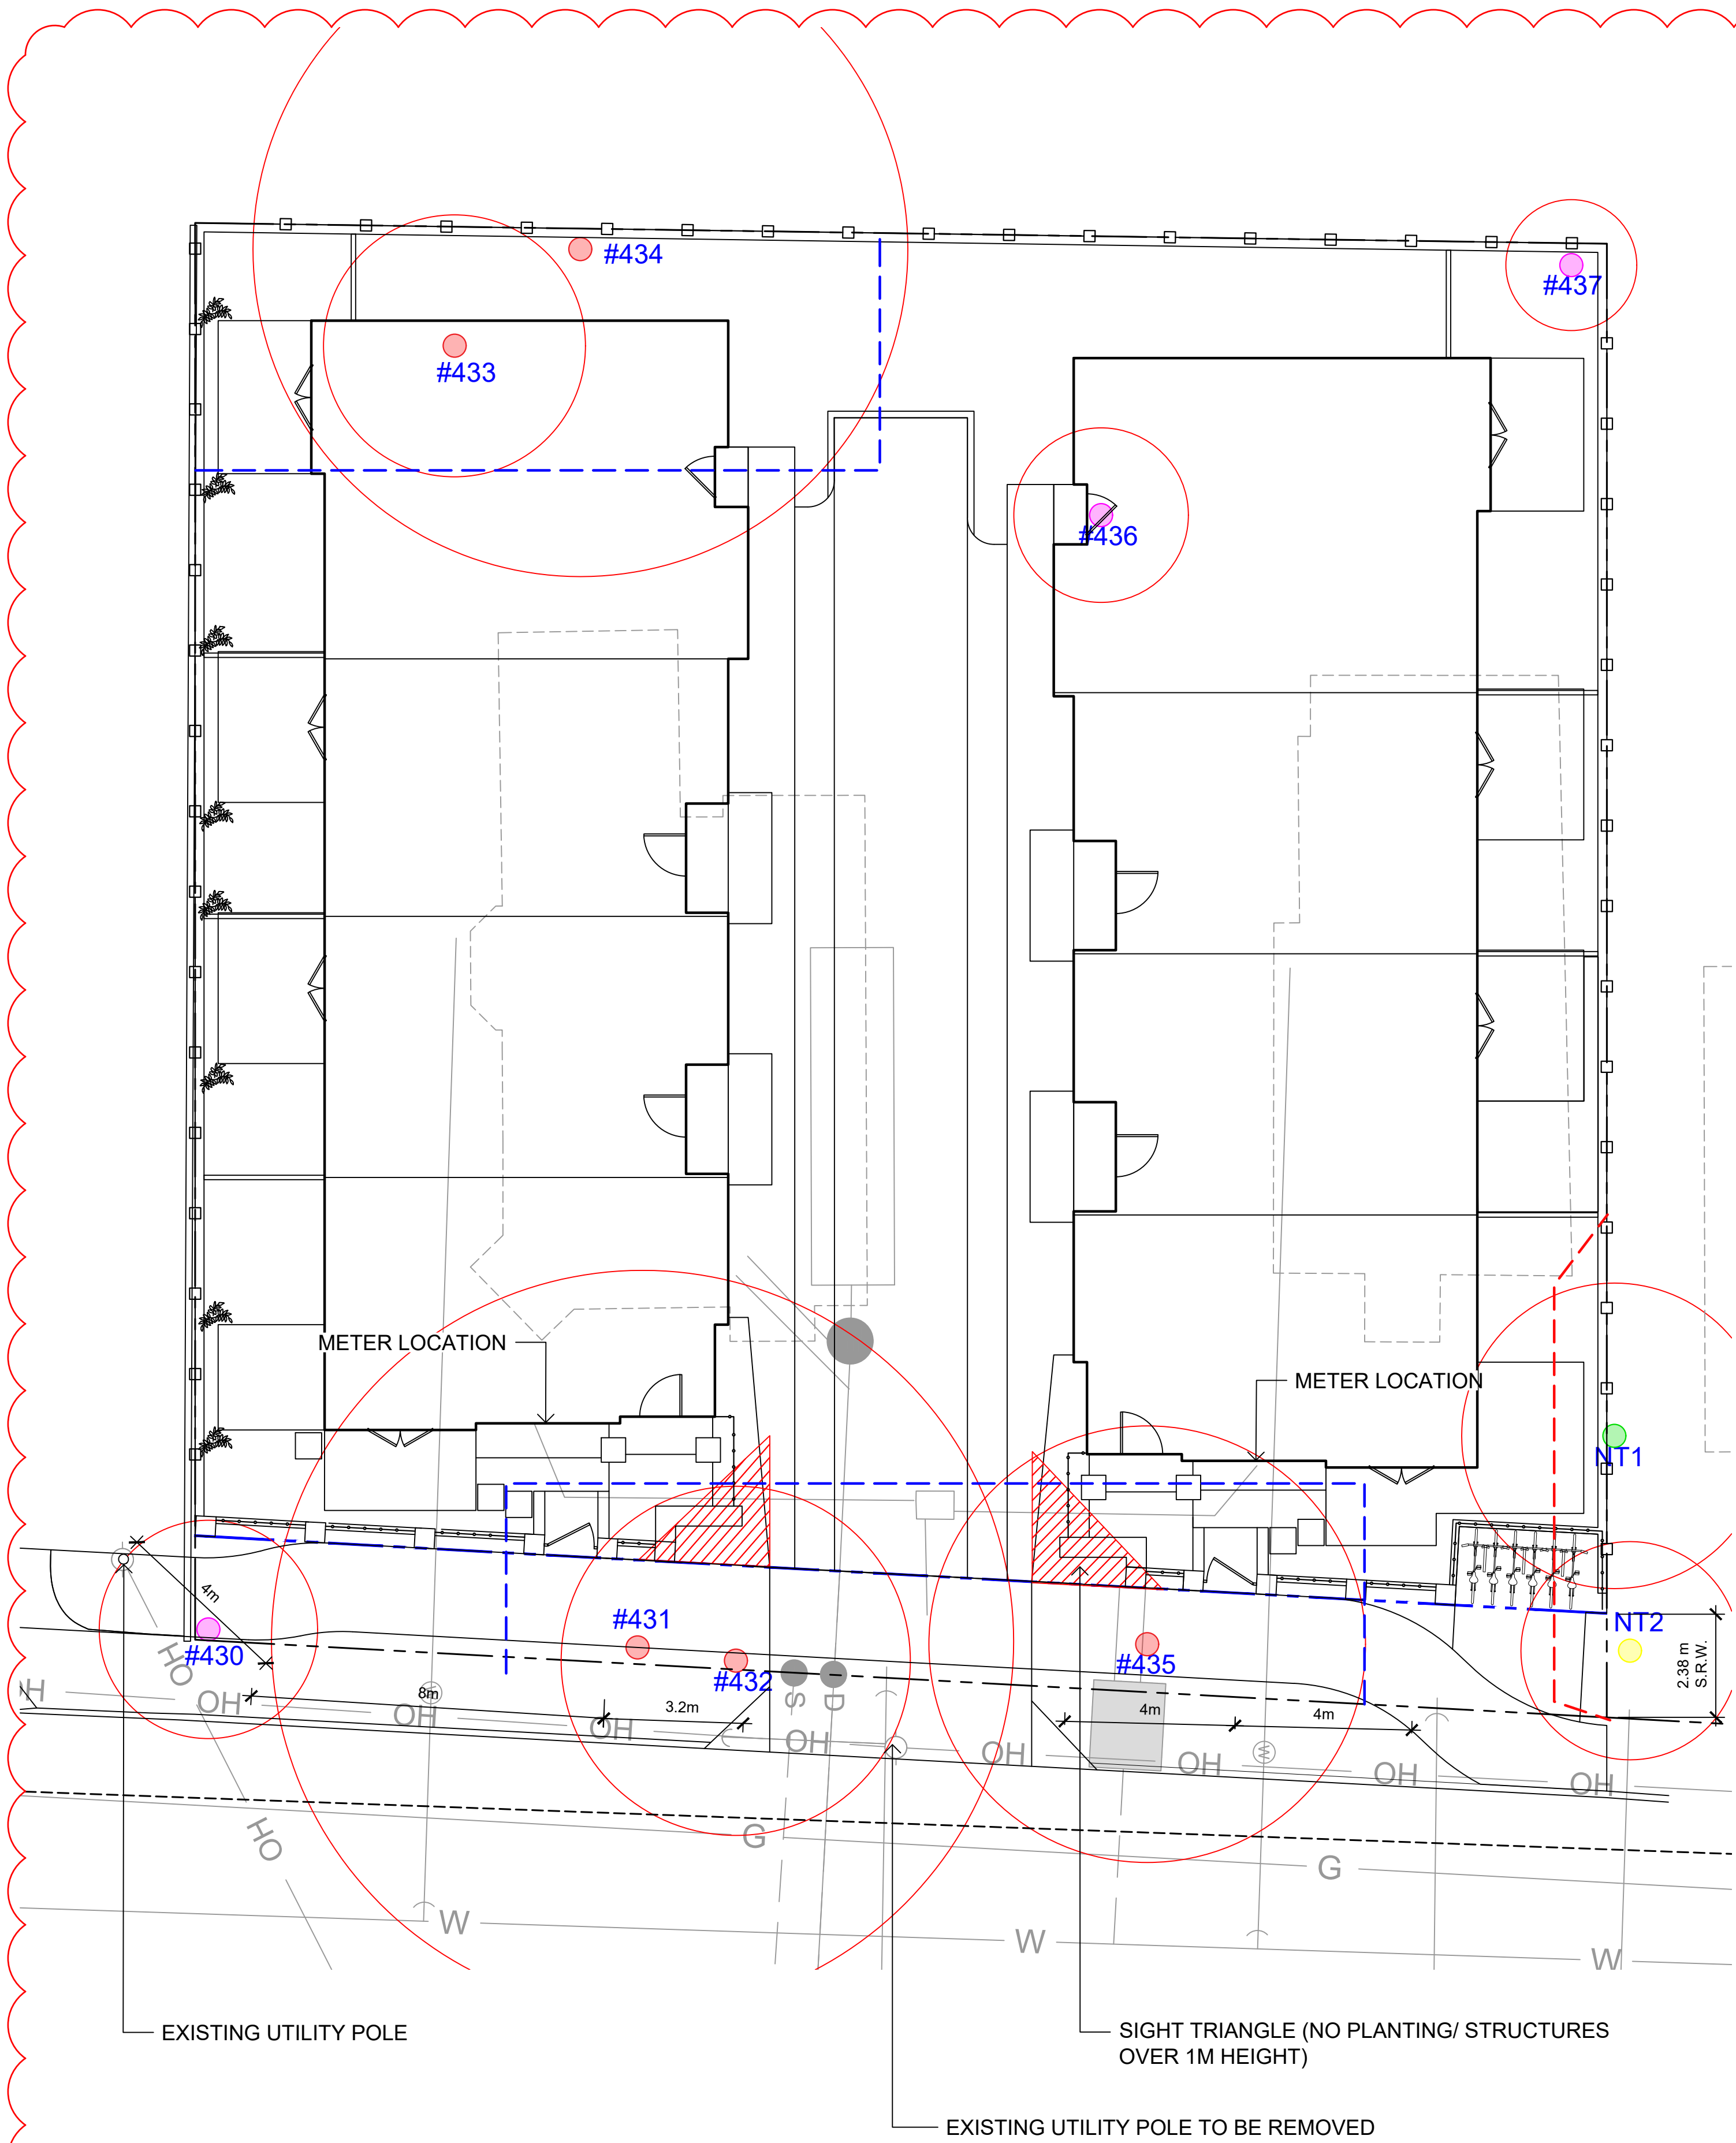 #434
#437
#433
#436
METER LOCATION
METER LOCATION
NT1
4m
#431
NT2
#430
#432
#435
2.38 m
S.R.W.
HO
H
OH
8m
W
OH
3.2m
OH
S
D
OH
OH
4m
4m
W
OH
OH
OH
HO
G
G
W
W
W
EXISTING UTILITY POLE
SIGHT TRIANGLE (NO PLANTING/ STRUCTURES
OVER 1M HEIGHT)
EXISTING UTILITY POLE TO BE REMOVED